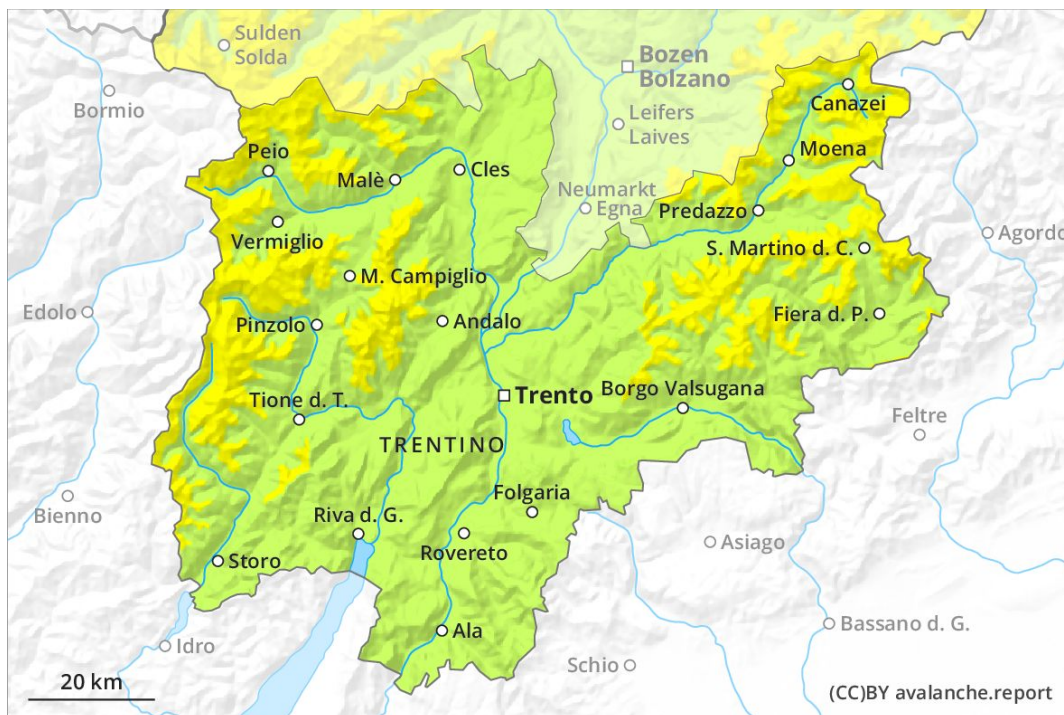 Sulden
Solda
Bormio
Bozen
Bolzano
Leifers
Laives
Canazei
Moena
Peio
Malè
Cles
Neumarkt
Egna
Predazzo
Vermiglio
S. Martino d. C.
Agordo
M. Campiglio
Edolo
Pinzolo
Andalo
Fiera d. P.
Tione d. T.
Trento
Borgo Valsugana
Feltre
TRENTINO
Bienno
Folgaria
Riva d. G.
Rovereto
Asiago
Storo
Idro
Ala
Bassano d. G.
Schio
20 km
(CC)BY avalanche.report